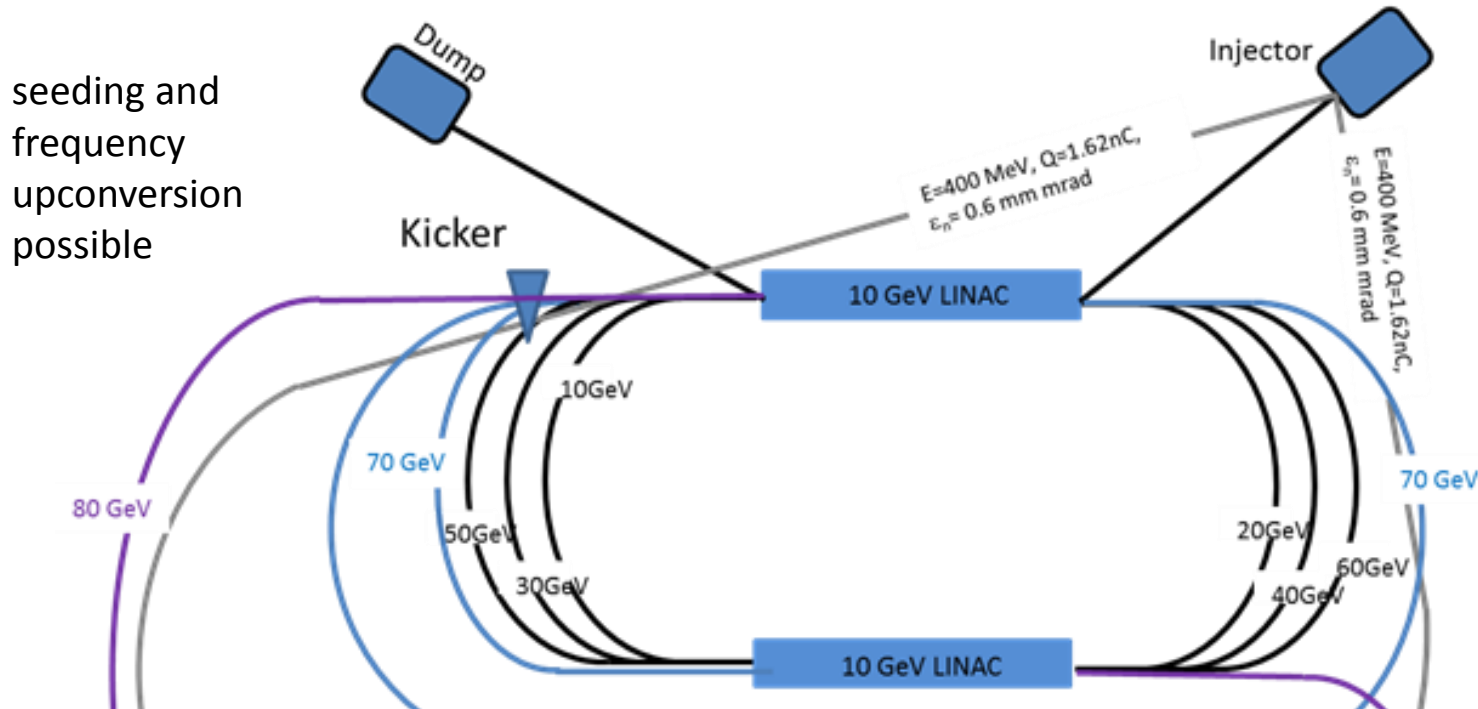 seeding and
frequency
upconversion
possible
Dump
Kicker
Injector
E=400 MeV, Q=1.62nC,
εn= 0.6 mm mrad
E=400 MeV, Q=1.62nC,
εn= 0.6 mm mrad
10 GeV LINAC
10GeV
70 GeV
80 GeV
50GeV
30GeV
70 GeV
20GeV
60GeV
40GeV
10 GeV LINAC